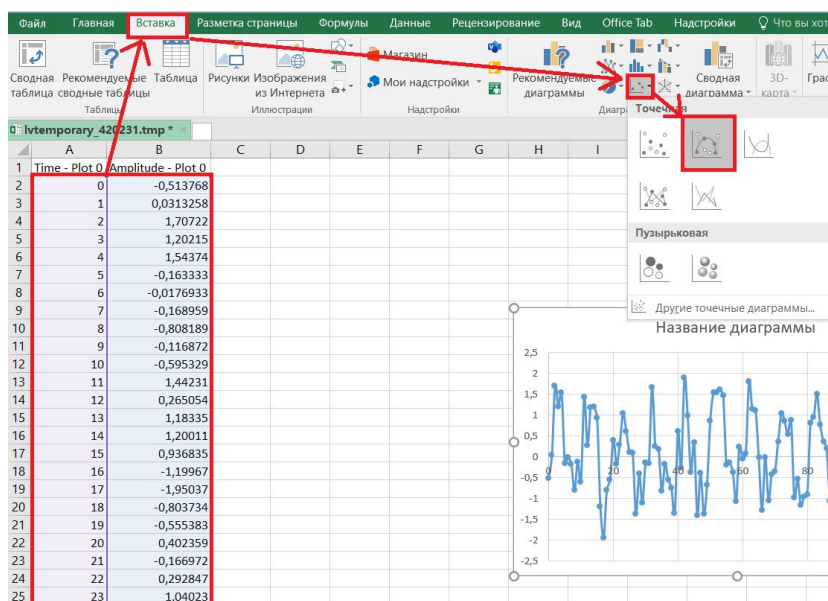 Файл Главная Вставка Разметка страницы Формулы Данные Рецензирование Вид Office Tab Надстройки Что вы хот
Сводная таблица
Рекомендуемые сводные таблицы
Таблица
Таблицы
Рисунки
Изображения из Интернета
Иллюстрации
Магазин
Мои надстройки
Надстройки
Рекомендуемые диаграммы
Сводная диаграмма
3D-карта
Граф
Диагр
lvtemporary_420231.tmp *
Точечная
Пузырьковая
Другие точечные диаграммы...
A B C D E F G H I
1 Time - Plot 0 Amplitude - Plot 0
2 0 -0,513768
3 1 0,0313258
4 2 1,70722
5 3 1,20215
6 4 1,54374
7 5 -0,163333
8 6 -0,0176933
9 7 -0,168959
10 8 -0,808189
11 9 -0,116872
12 10 -0,595329
13 11 1,44231
14 12 0,265054
15 13 1,18335
16 14 1,20011
17 15 0,936835
18 16 -1,19967
19 17 -1,95037
20 18 -0,803734
21 19 -0,555383
22 20 0,402359
23 21 -0,166972
24 22 0,292847
25 23 1,04023
Название диаграммы
2,5
2
1,5
1
0,5
0
-0,5
-1
-1,5
-2
-2,5
0 20 40 60 80